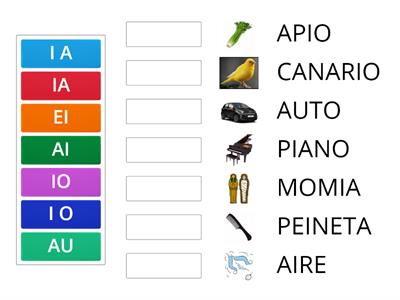 I A
IA
EI
AI
IO
I O
AU
APIO
CANARIO
AUTO
PIANO
MOMIA
PEINETA
AIRE